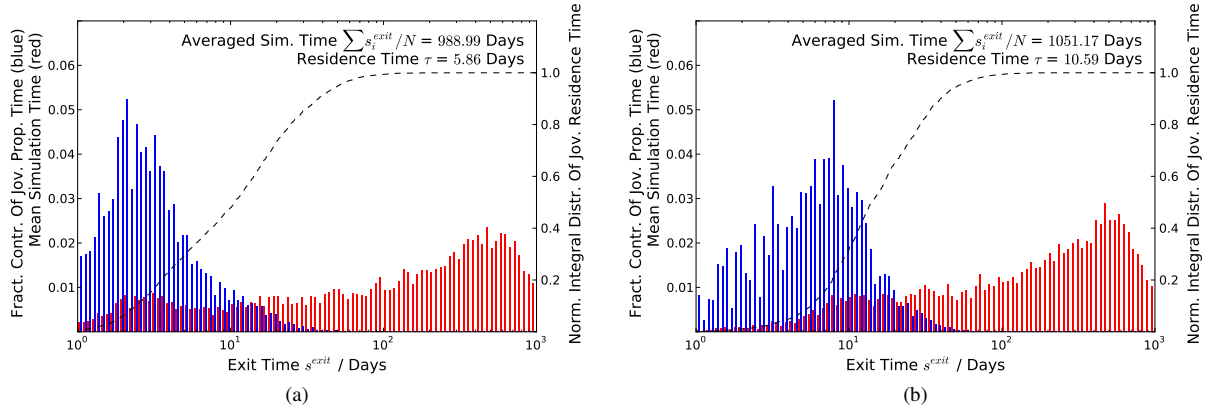 Averaged Sim. Time ∑ s_i^{exit}/N = 988.99 Days
Residence Time τ = 5.86 Days
Fract. Contr. Of Jov. Prop. Time (blue)
Mean Simulation Time (red)
0.06
0.05
0.04
0.03
0.02
0.01
1.0
0.8
0.6
0.4
0.2
Norm. Integral Distr. Of Jov. Residence Time
10^0
10^1
10^2
10^3
Exit Time s^{exit} / Days
(a)
Averaged Sim. Time ∑ s_i^{exit}/N = 1051.17 Days
Residence Time τ = 10.59 Days
Fract. Contr. Of Jov. Prop. Time (blue)
Mean Simulation Time (red)
0.06
0.05
0.04
0.03
0.02
0.01
1.0
0.8
0.6
0.4
0.2
Norm. Integral Distr. Of Jov. Residence Time
10^0
10^1
10^2
10^3
Exit Time s^{exit} / Days
(b)